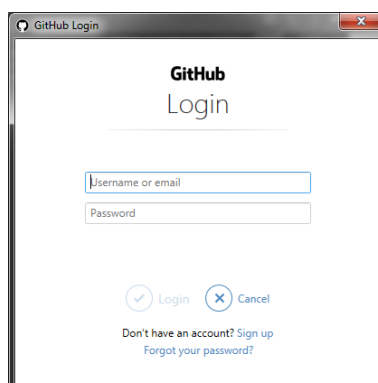 GitHub Login
GitHub
Login
Username or email
Password
Login Cancel
Don't have an account? Sign up
Forgot your password?